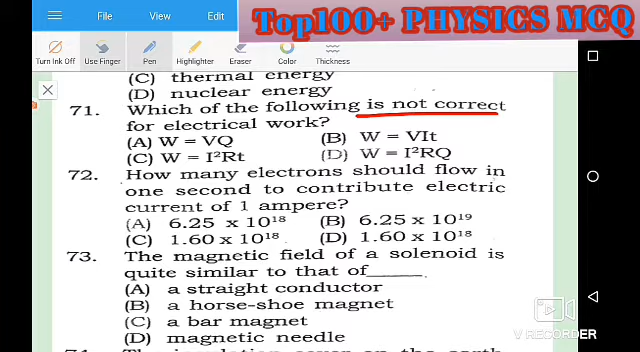 File View Edit
Top100+ PHYSICS MCQ
Turn Ink Off Use Finger Pen Highlighter Eraser Color Thickness
(C) thermal energy
(D) nuclear energy
71. Which of the following is not correct
for electrical work?
(A) W = VQ (B) W = VIt
(C) W = I²Rt (D) W = I²RQ
72. How many electrons should flow in
one second to contribute electric
current of 1 ampere?
(A) 6.25 x 10¹⁸ (B) 6.25 x 10¹⁹
(C) 1.60 x 10¹⁸ (D) 1.60 x 10¹⁸
73. The magnetic field of a solenoid is
quite similar to that of______
(A) a straight conductor
(B) a horse-shoe magnet
(C) a bar magnet
(D) magnetic needle
V RECORDER